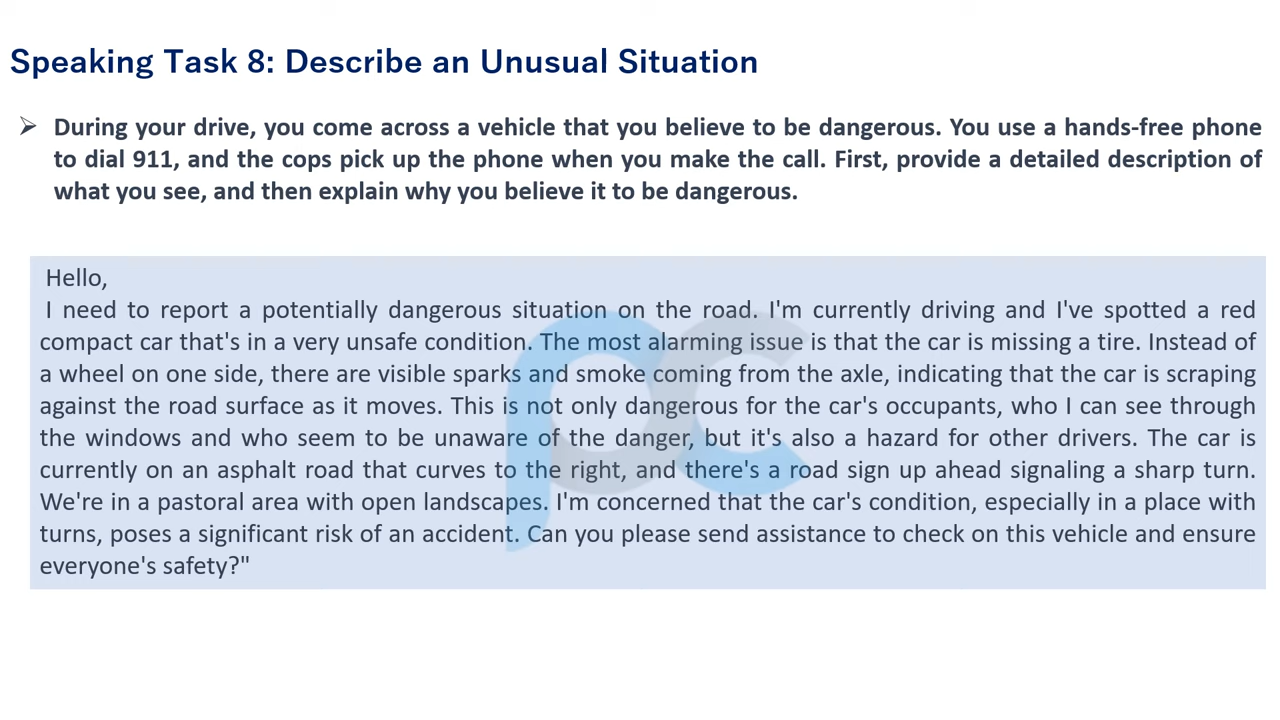 Speaking Task 8: Describe an Unusual Situation
➢ During your drive, you come across a vehicle that you believe to be dangerous. You use a hands-free phone
to dial 911, and the cops pick up the phone when you make the call. First, provide a detailed description of
what you see, and then explain why you believe it to be dangerous.
Hello,
I need to report a potentially dangerous situation on the road. I'm currently driving and I've spotted a red
compact car that's in a very unsafe condition. The most alarming issue is that the car is missing a tire. Instead of
a wheel on one side, there are visible sparks and smoke coming from the axle, indicating that the car is scraping
against the road surface as it moves. This is not only dangerous for the car's occupants, who I can see through
the windows and who seem to be unaware of the danger, but it's also a hazard for other drivers. The car is
currently on an asphalt road that curves to the right, and there's a road sign up ahead signaling a sharp turn.
We're in a pastoral area with open landscapes. I'm concerned that the car's condition, especially in a place with
turns, poses a significant risk of an accident. Can you please send assistance to check on this vehicle and ensure
everyone's safety?"
pc